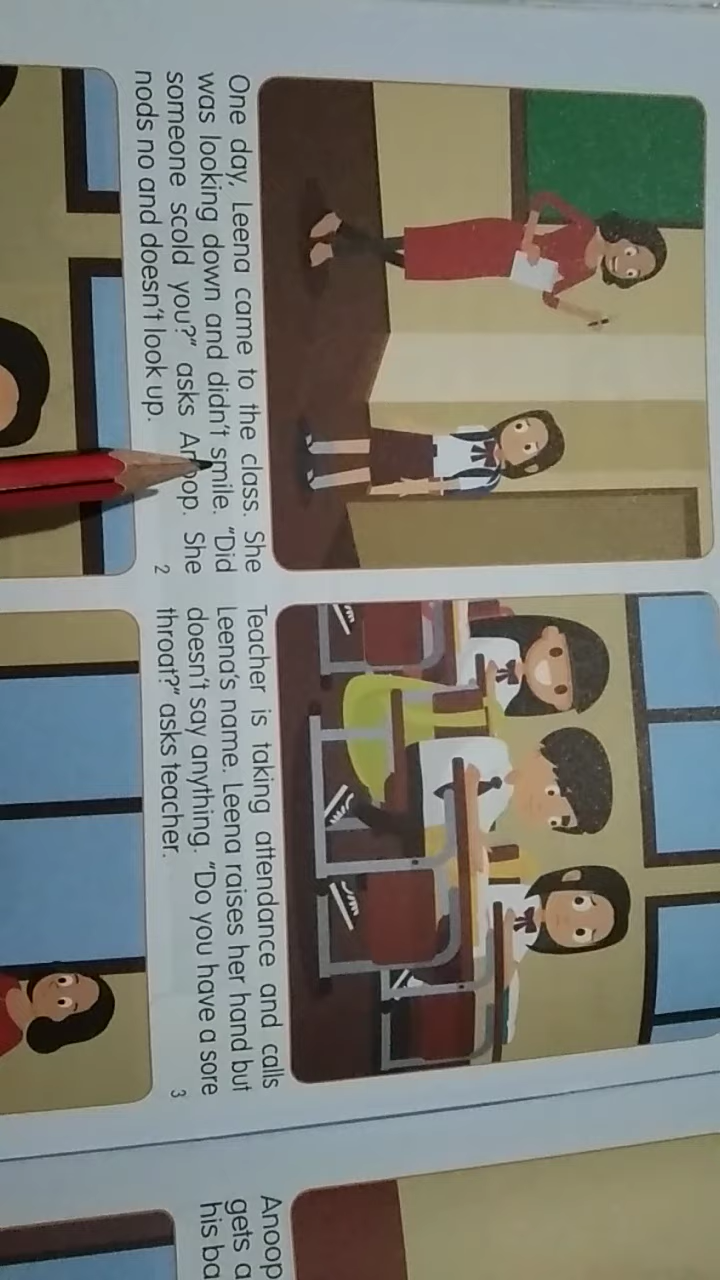 One day, Leena came to the class. She
was looking down and didn't smile. "Did
someone scold you?" asks Anoop. She
nods no and doesn't look up.
2
Teacher is taking attendance and calls
Leena's name. Leena raises her hand but
doesn't say anything. "Do you have a sore
throat?" asks teacher.
3
Anoop
gets a
his ba